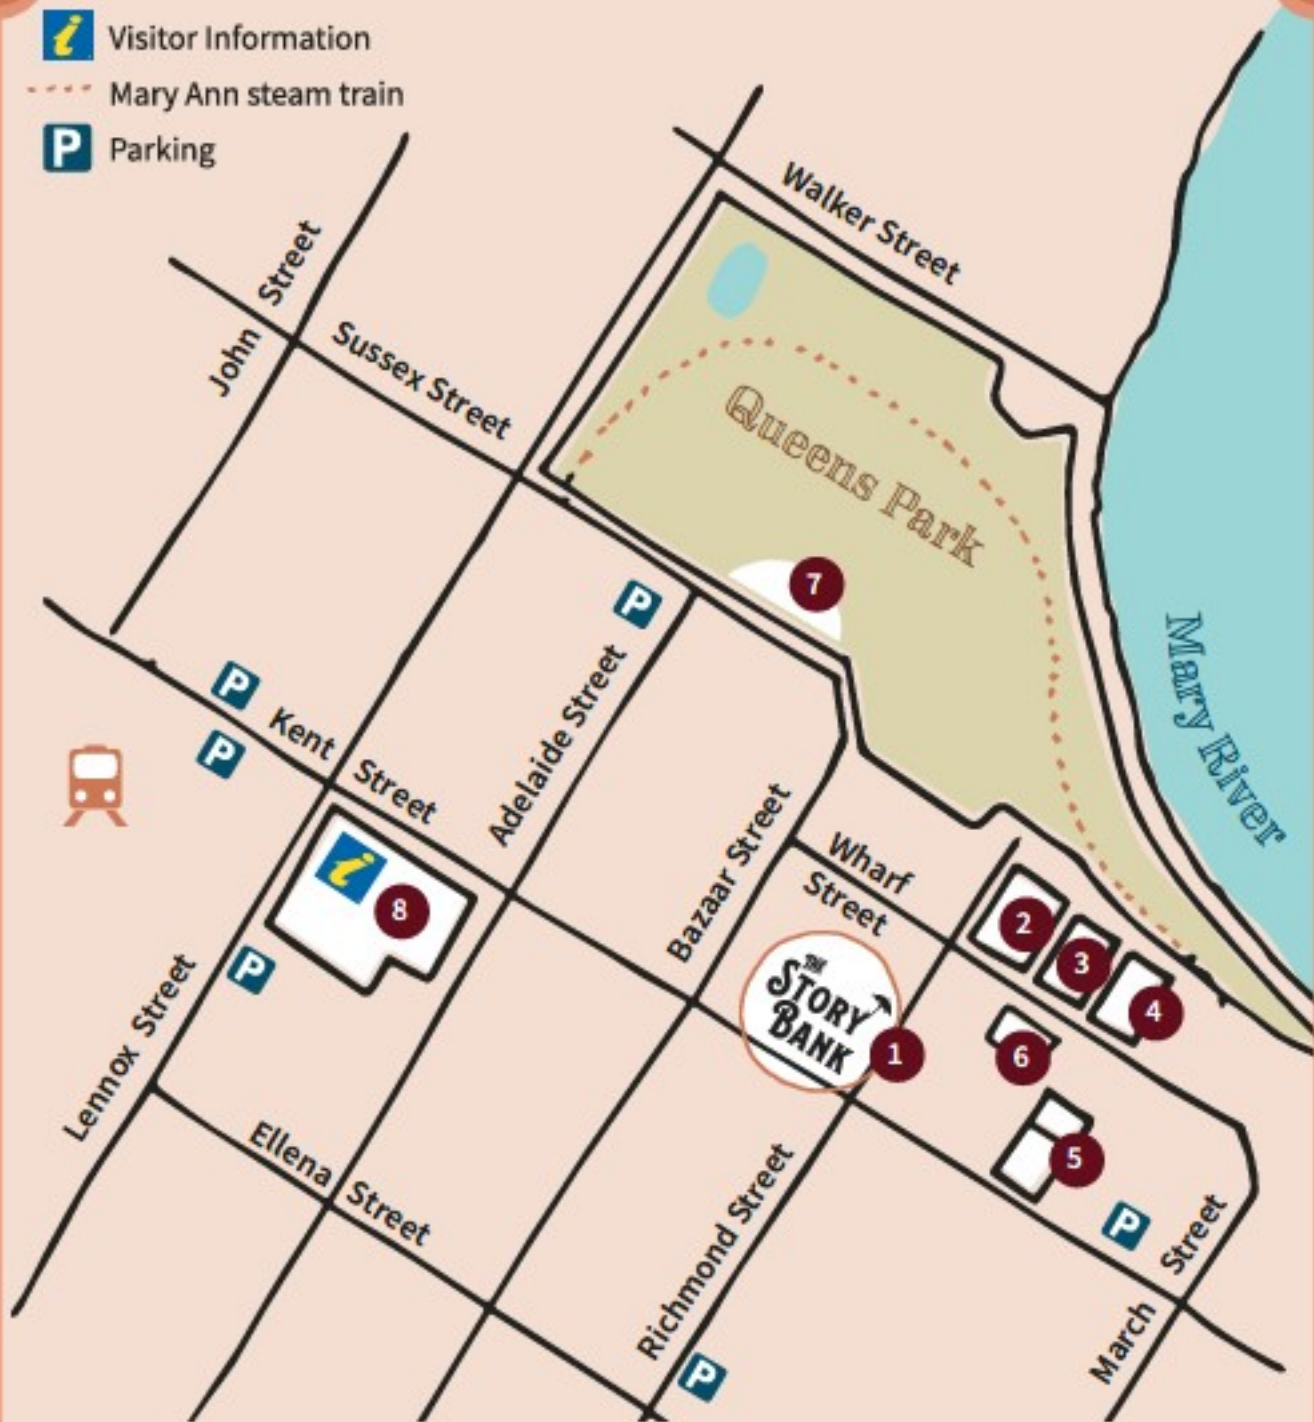 i Visitor Information
Mary Ann steam train
P Parking
Walker Street
John Street
Sussex Street
Queens Park
7
P
Mary River
P
Kent Street
P
Adelaide Street
Bazaar Street
Wharf
Street
i
8
2
3
4
P
THE
STORY
BANK
1
6
Lennox Street
5
Ellena Street
P
Richmond Street
March Street
P